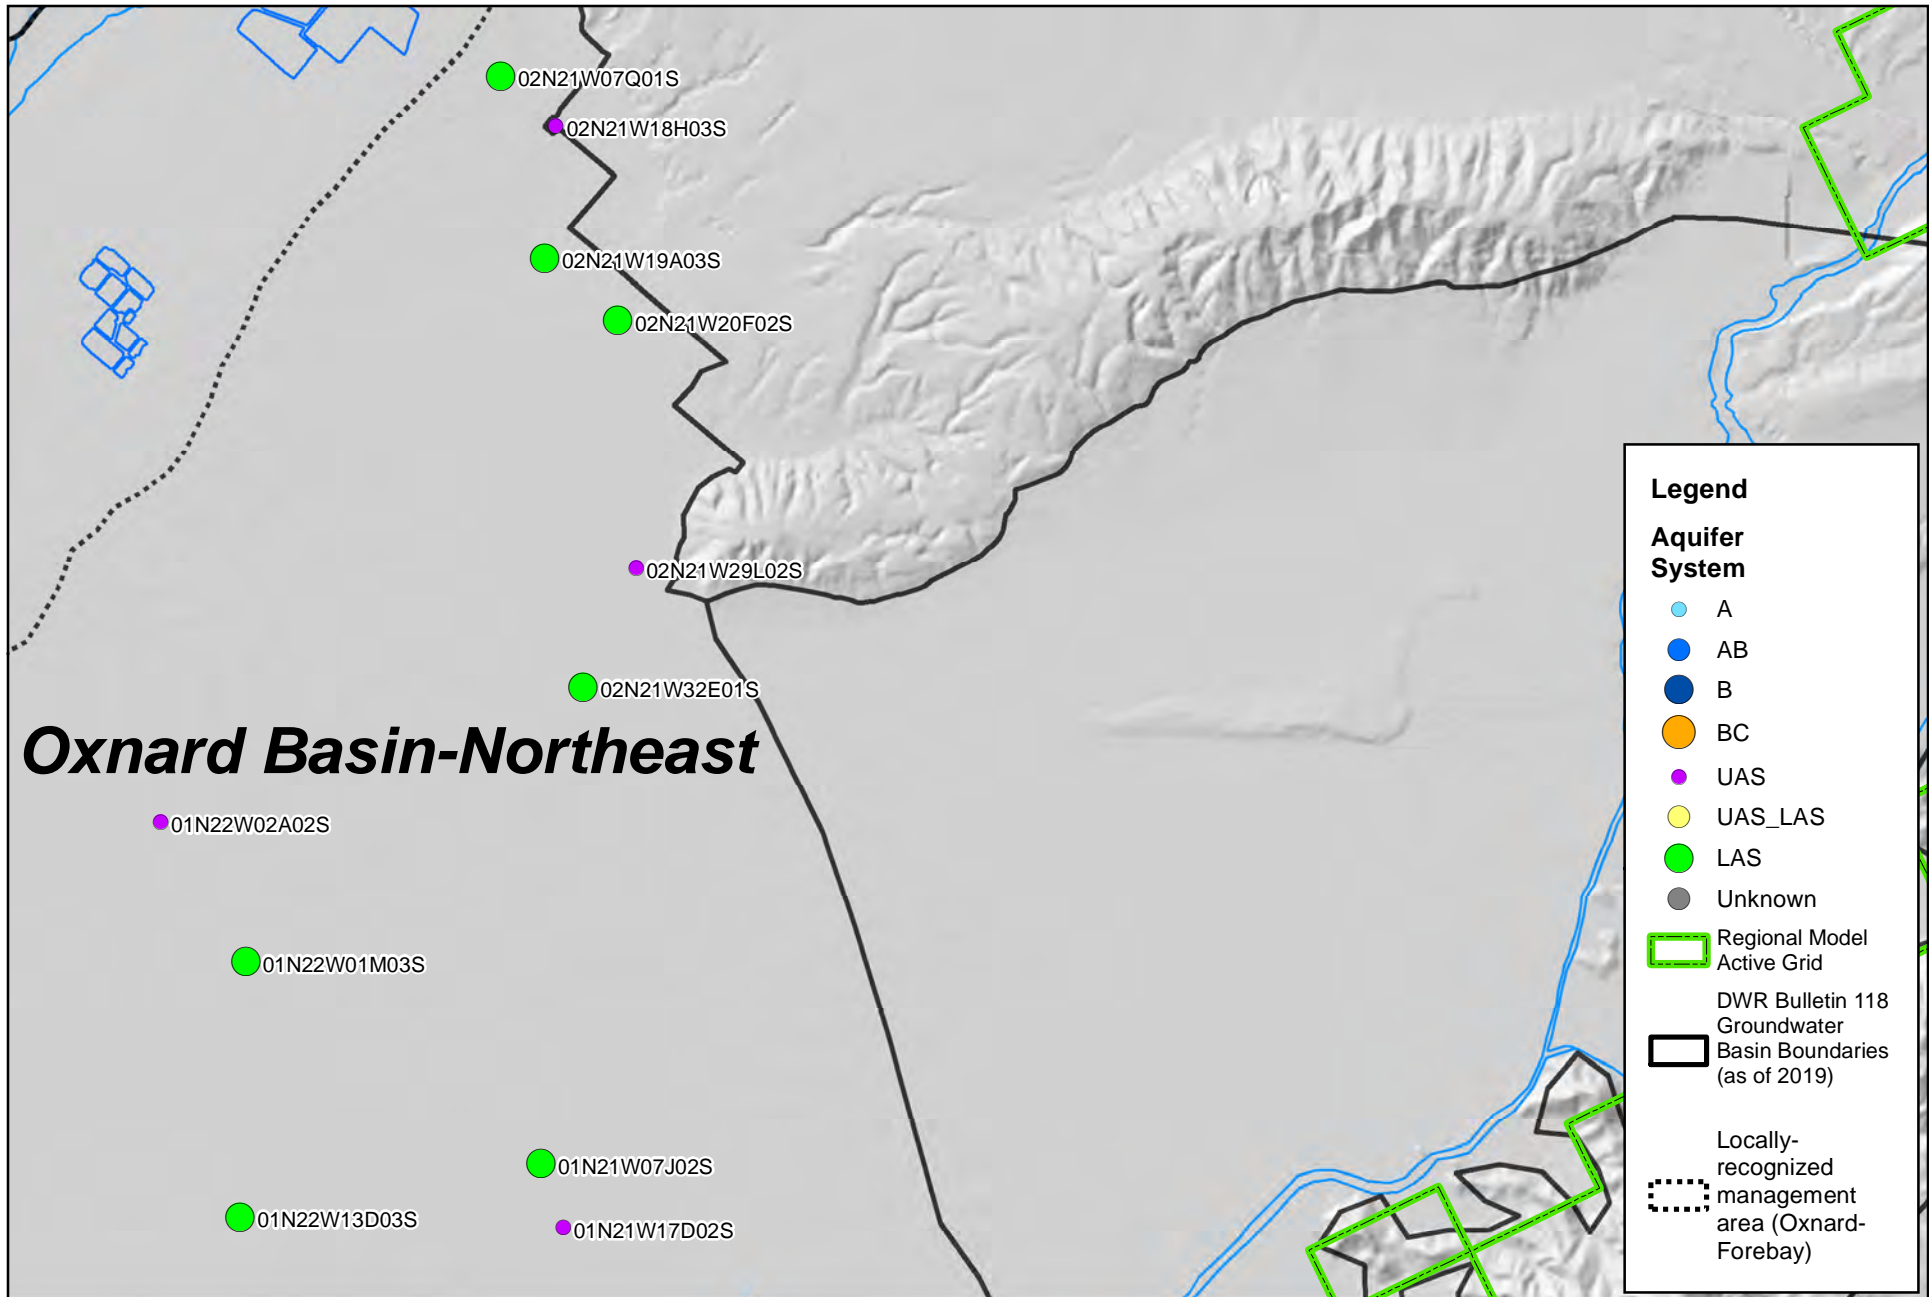 02N21W07Q01S
02N21W18H03S
02N21W19A03S
02N21W20F02S
02N21W29L02S
02N21W32E01S
Oxnard Basin-Northeast
01N22W02A02S
01N22W01M03S
01N21W07J02S
01N22W13D03S
01N21W17D02S
Legend
Aquifer
System
A
AB
B
BC
UAS
UAS_LAS
LAS
Unknown
Regional Model
Active Grid
DWR Bulletin 118
Groundwater
Basin Boundaries
(as of 2019)
Locally-
recognized
management
area (Oxnard-
Forebay)